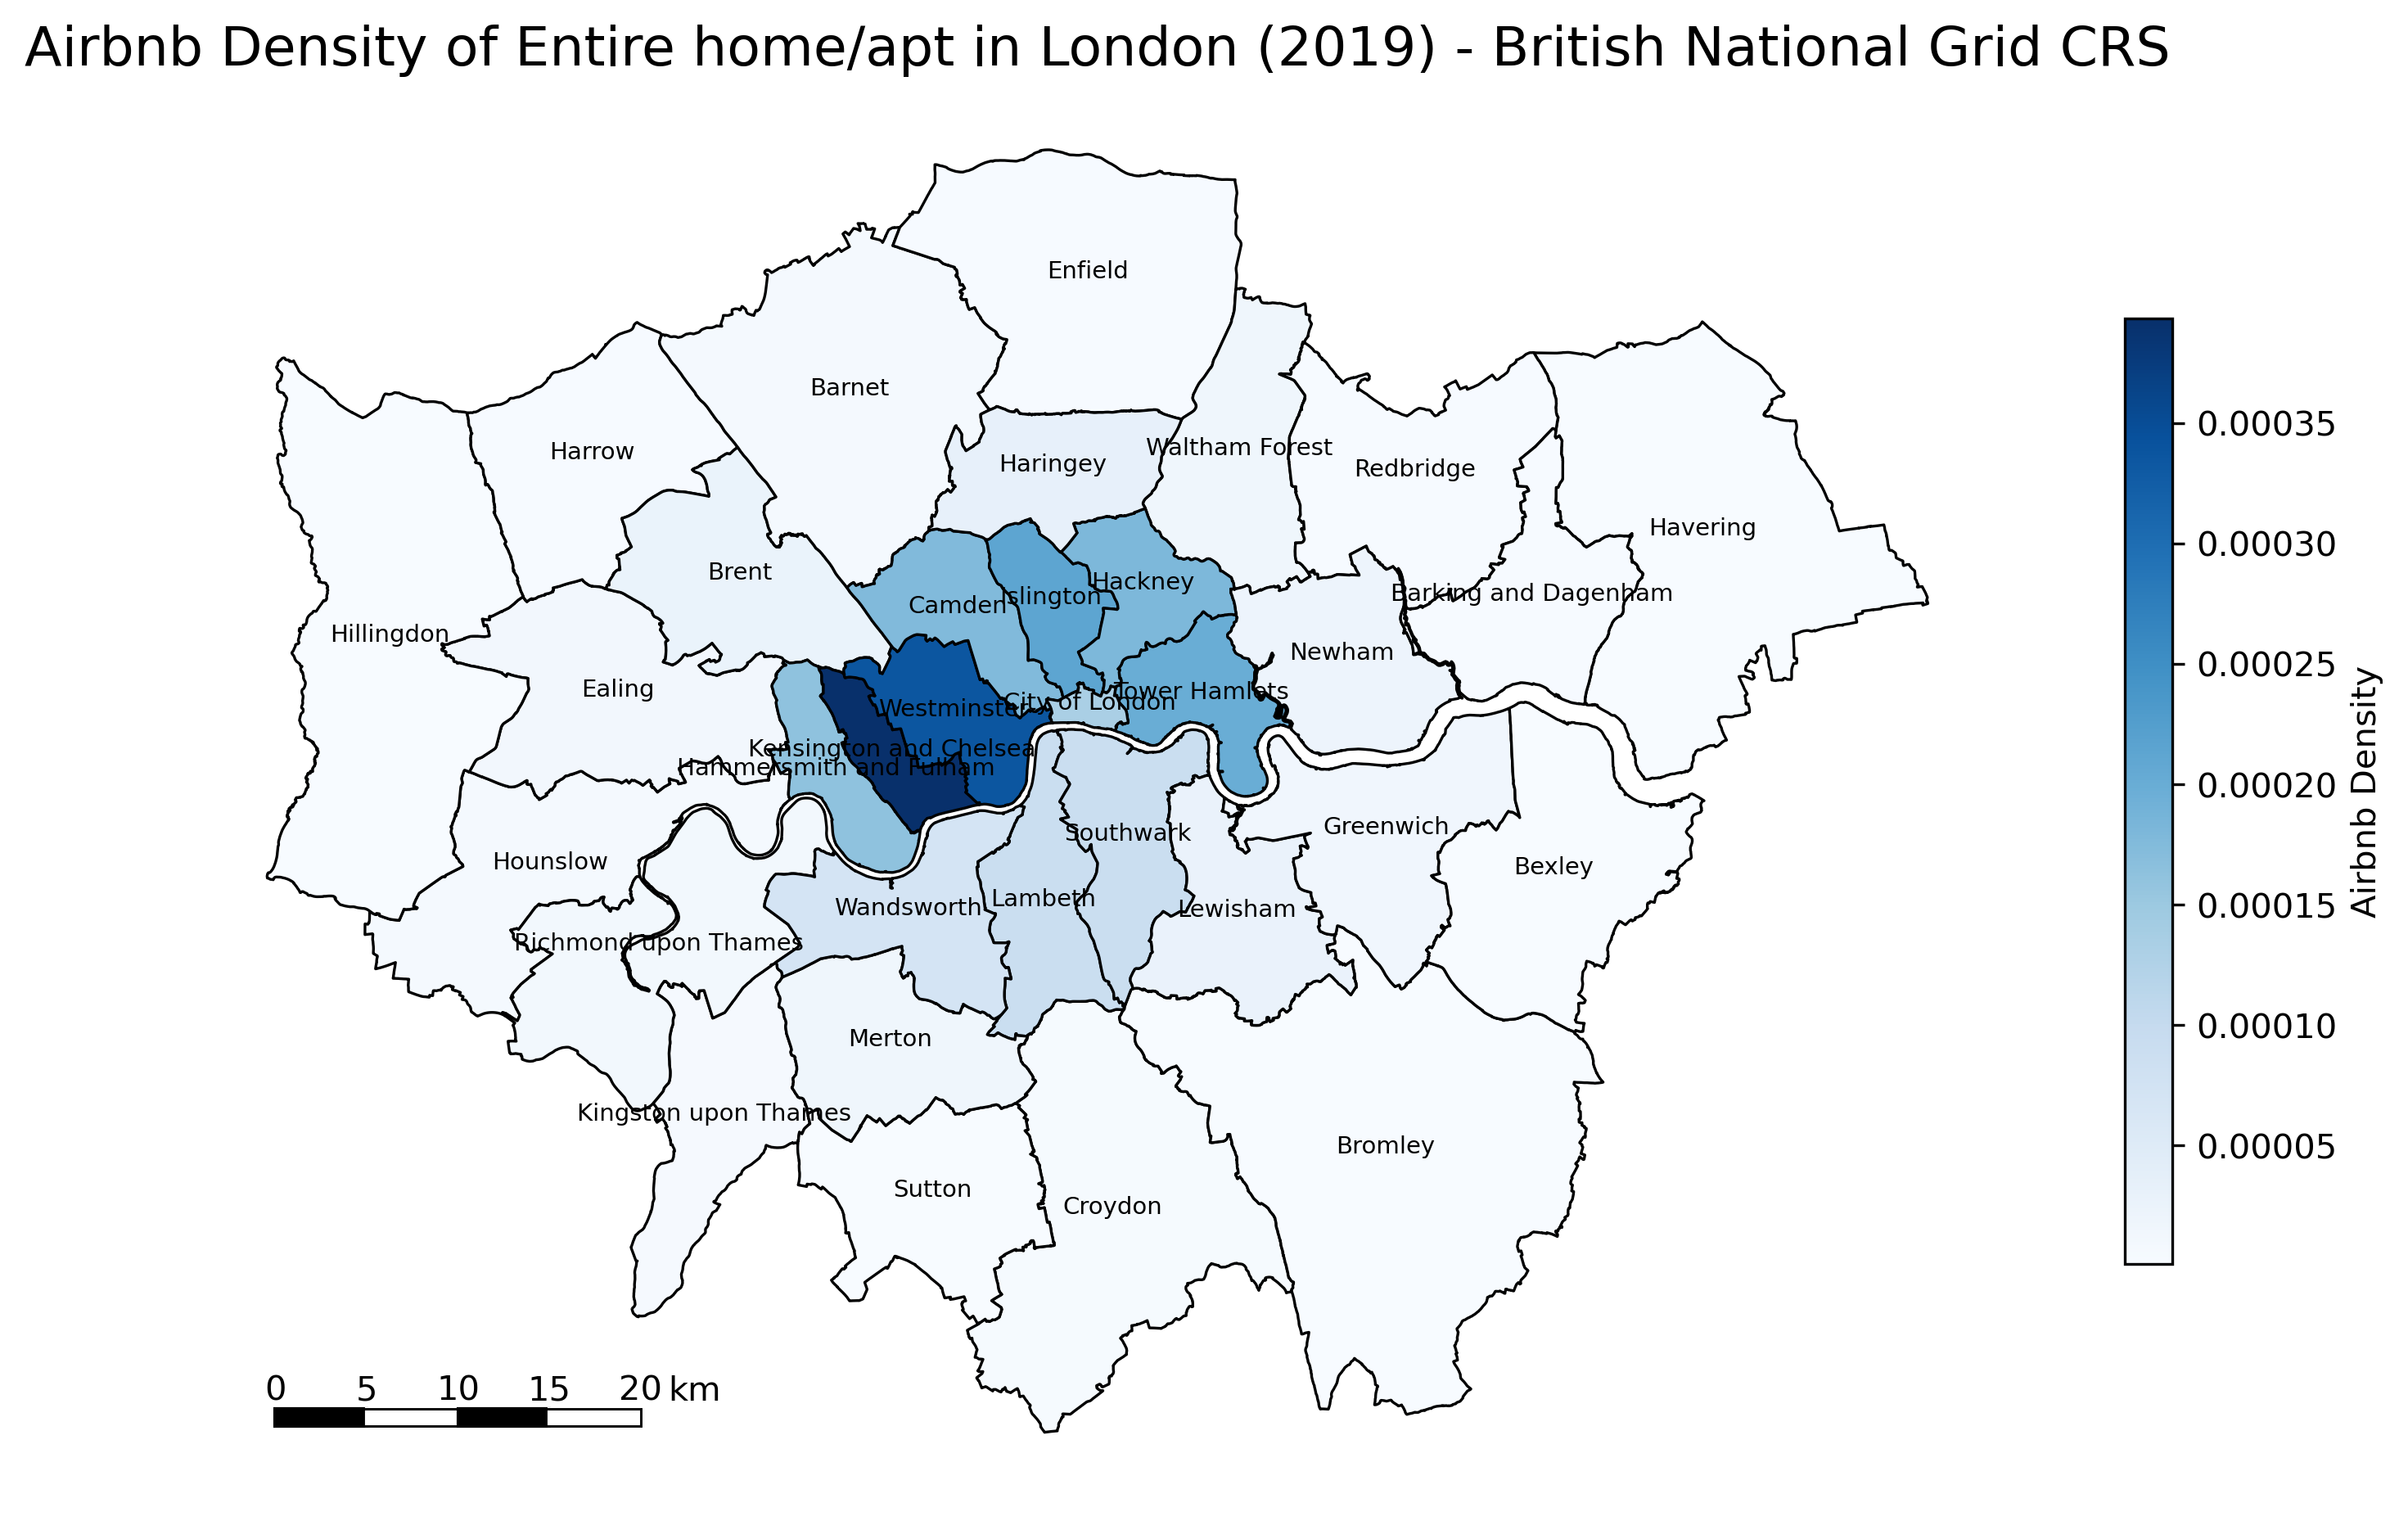 Airbnb Density of Entire home/apt in London (2019) - British National Grid CRS
Enfield
Barnet
Harrow
Haringey
Waltham Forest
Redbridge
Havering
Brent
Hackney
Islington
Camden
Barking and Dagenham
Hillingdon
Newham
Ealing
Tower Hamlets
City of London
Westminster
Kensington and Chelsea
Hammersmith and Fulham
Greenwich
Southwark
Hounslow
Bexley
Lambeth
Wandsworth
Lewisham
Richmond upon Thames
Merton
Kingston upon Thames
Bromley
Sutton
Croydon
0.00035
0.00030
0.00025
0.00020
0.00015
0.00010
0.00005
Airbnb Density
0 5 10 15 20 km